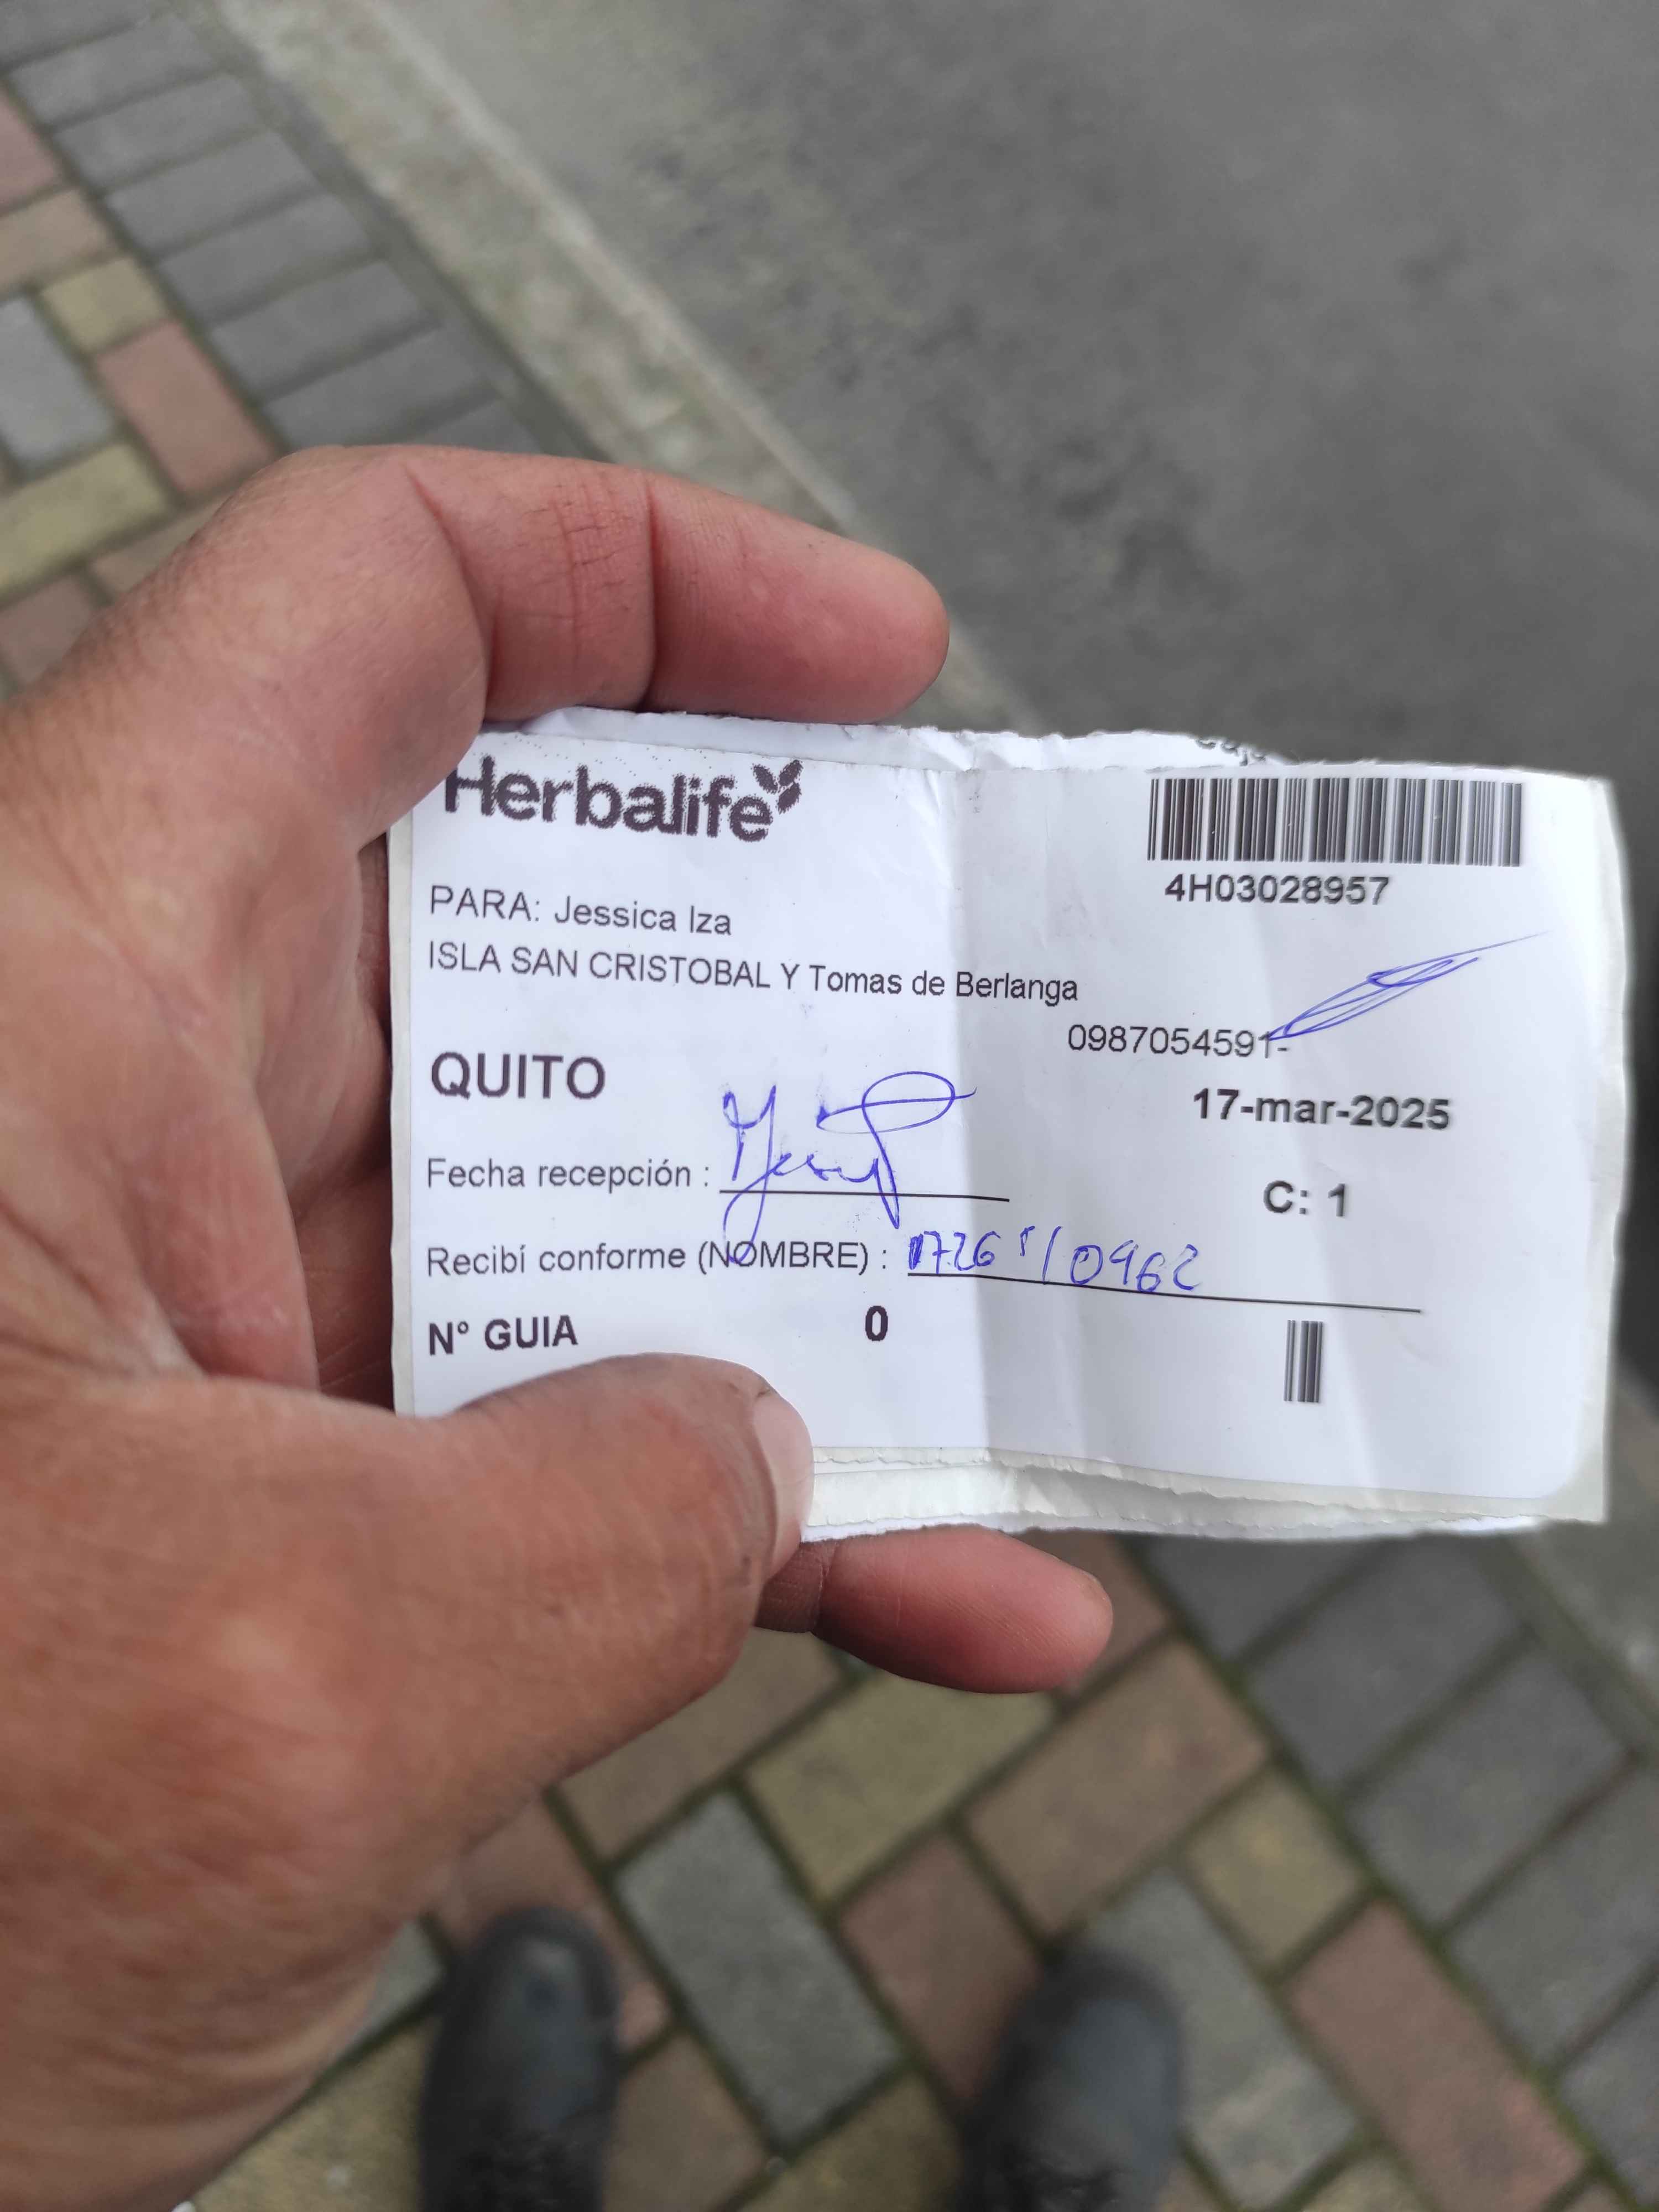 Herbalife
4H03028957
PARA: Jessica Iza
ISLA SAN CRISTOBAL Y Tomas de Berlanga
0987054591-
QUITO
17-mar-2025
Fecha recepción :
C: 1
Recibí conforme (NOMBRE) :
N° GUIA 0